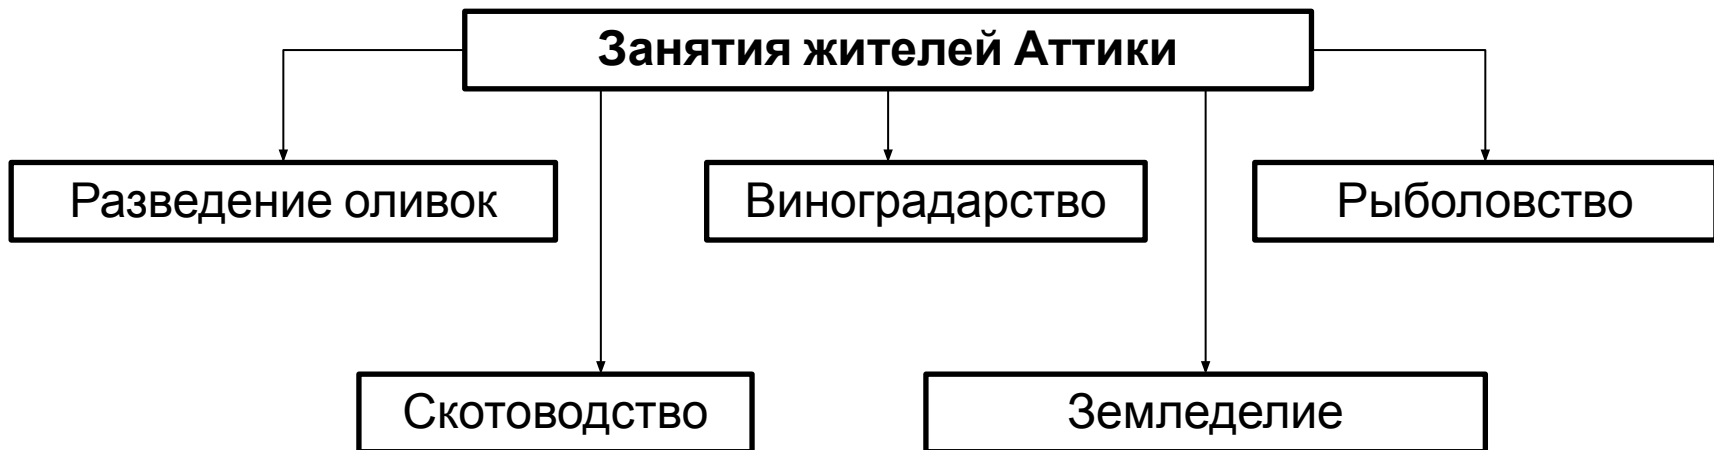 Занятия жителей Аттики
Разведение оливок
Виноградарство
Рыболовство
Скотоводство
Земледелие